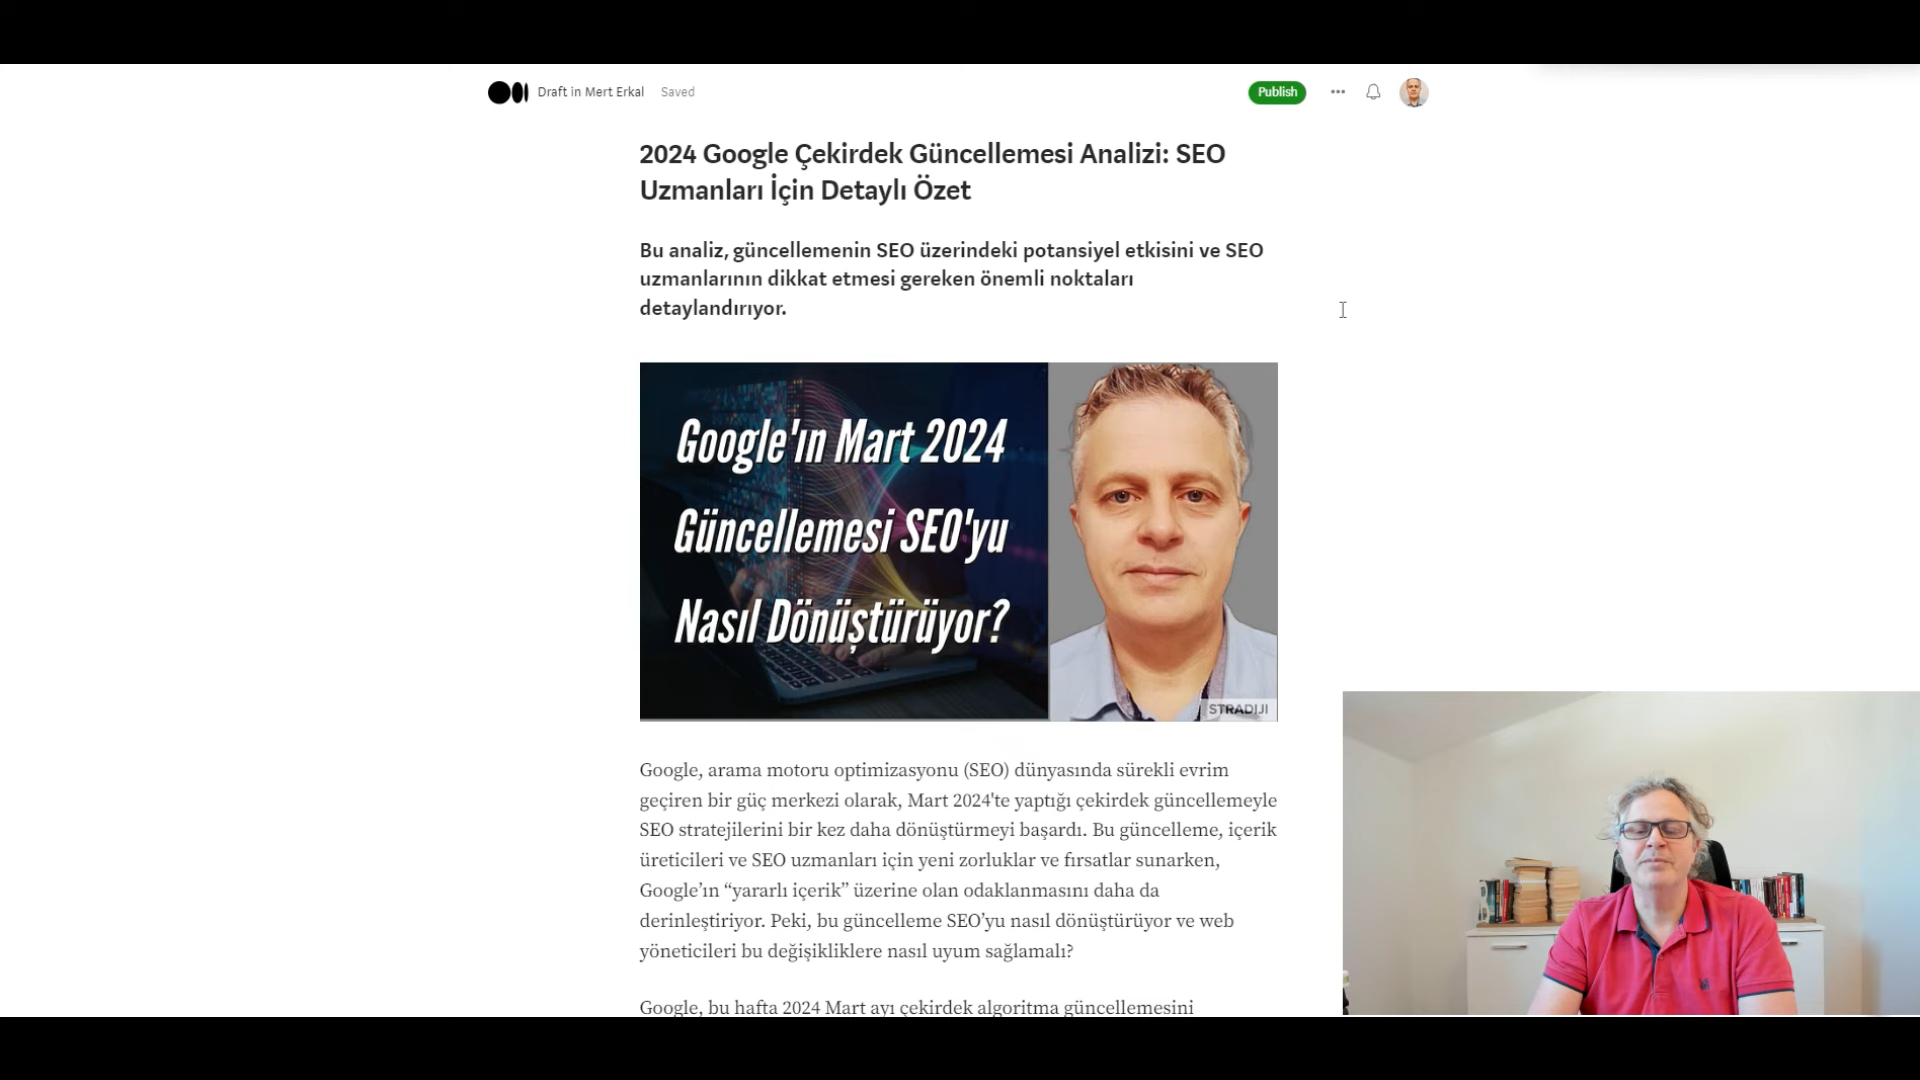 Draft in Mert Erkal Saved
Publish
2024 Google Çekirdek Güncellemesi Analizi: SEO
Uzmanları İçin Detaylı Özet
Bu analiz, güncellemenin SEO üzerindeki potansiyel etkisini ve SEO
uzmanlarının dikkat etmesi gereken önemli noktaları
detaylandırıyor.
Google'ın Mart 2024
Güncellemesi SEO'yu
Nasıl Dönüştürüyor?
STRADIJI
Google, arama motoru optimizasyonu (SEO) dünyasında sürekli evrim
geçiren bir güç merkezi olarak, Mart 2024'te yaptığı çekirdek güncellemeyle
SEO stratejilerini bir kez daha dönüştürmeyi başardı. Bu güncelleme, içerik
üreticileri ve SEO uzmanları için yeni zorluklar ve fırsatlar sunarken,
Google’ın “yararlı içerik” üzerine olan odaklanmasını daha da
derinleştiriyor. Peki, bu güncelleme SEO’yu nasıl dönüştürüyor ve web
yöneticileri bu değişikliklere nasıl uyum sağlamalı?
Google, bu hafta 2024 Mart ayı çekirdek algoritma güncellemesini